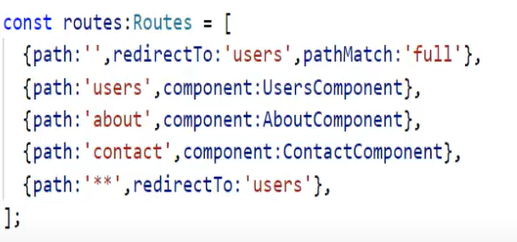 const routes:Routes = [
{path:'',redirectTo:'users',pathMatch:'full'},
{path:'users',component:UsersComponent},
{path:'about',component:AboutComponent},
{path:'contact',component:ContactComponent},
{path:'**',redirectTo:'users'},
];